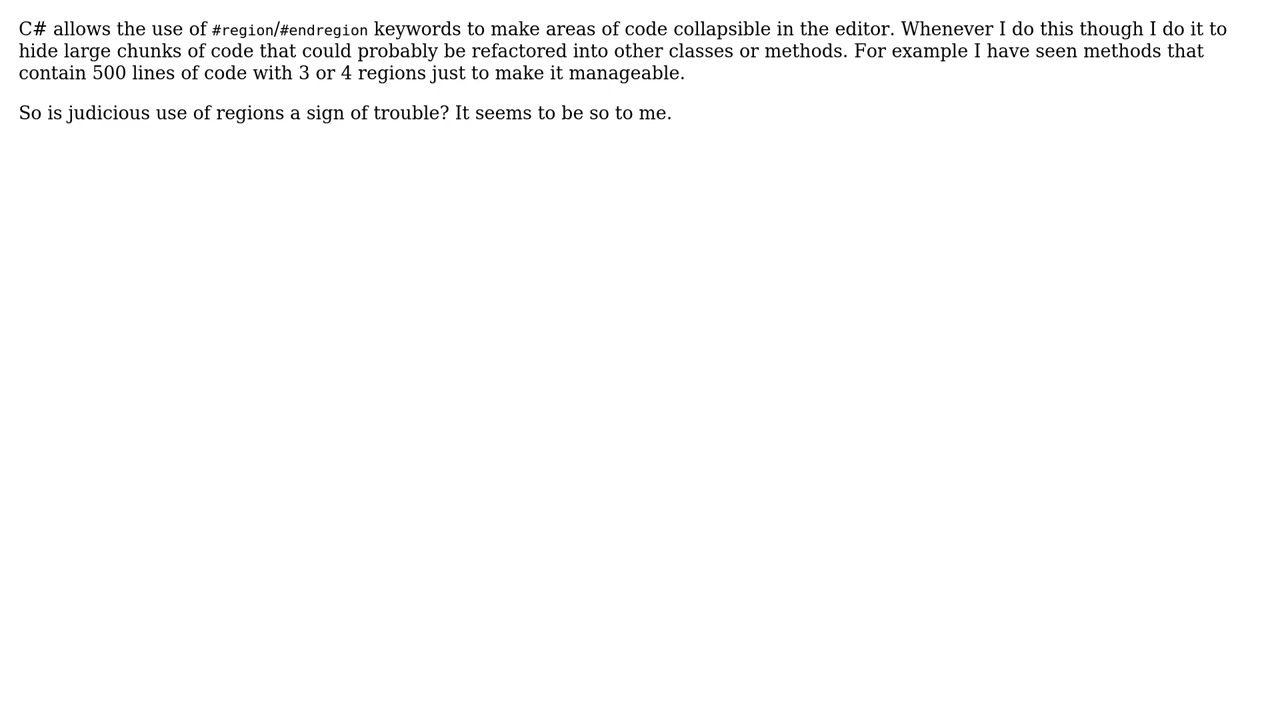 C# allows the use of #region/#endregion keywords to make areas of code collapsible in the editor. Whenever I do this though I do it to
hide large chunks of code that could probably be refactored into other classes or methods. For example I have seen methods that
contain 500 lines of code with 3 or 4 regions just to make it manageable.
So is judicious use of regions a sign of trouble? It seems to be so to me.